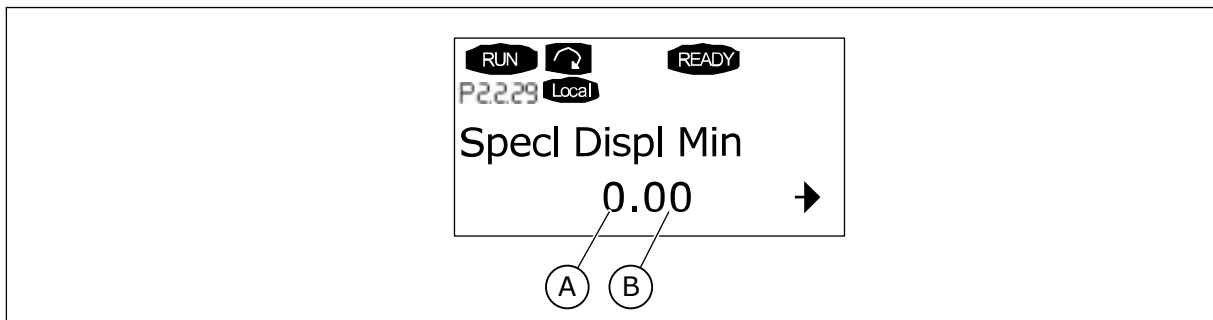 RUN READY
P2.2.29 Local
Specl Displ Min
0.00
A B